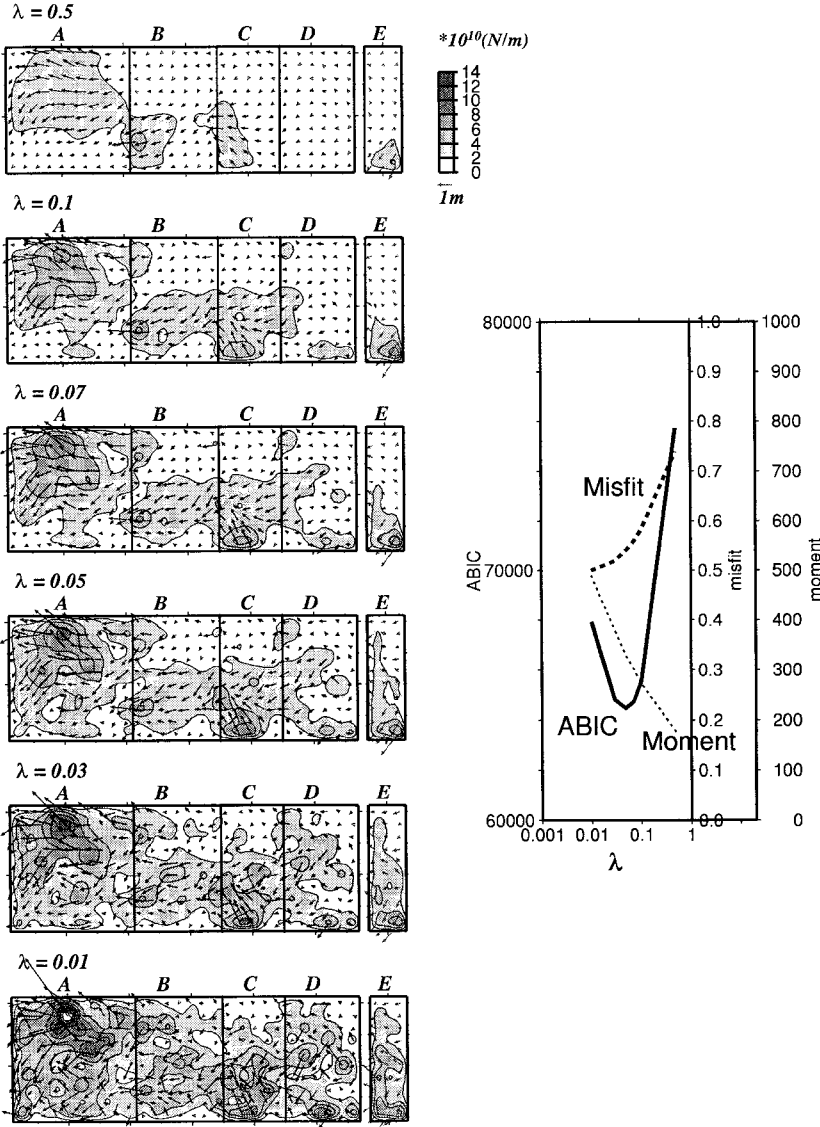 λ = 0.5
A B C D E
*10¹⁰(N/m)
14
12
10
8
6
4
2
0
1m
λ = 0.1
A B C D E
λ = 0.07
A B C D E
λ = 0.05
A B C D E
λ = 0.03
A B C D E
λ = 0.01
A B C D E
80000 1.0 1000
0.9 900
0.8 800
0.7 700
Misfit
0.6 600
ABIC 70000 0.5 misfit 500 moment
0.4 400
0.3 300
0.2 200
ABIC Moment
0.1 100
60000 0.0 0
0.001 0.01 0.1
λ